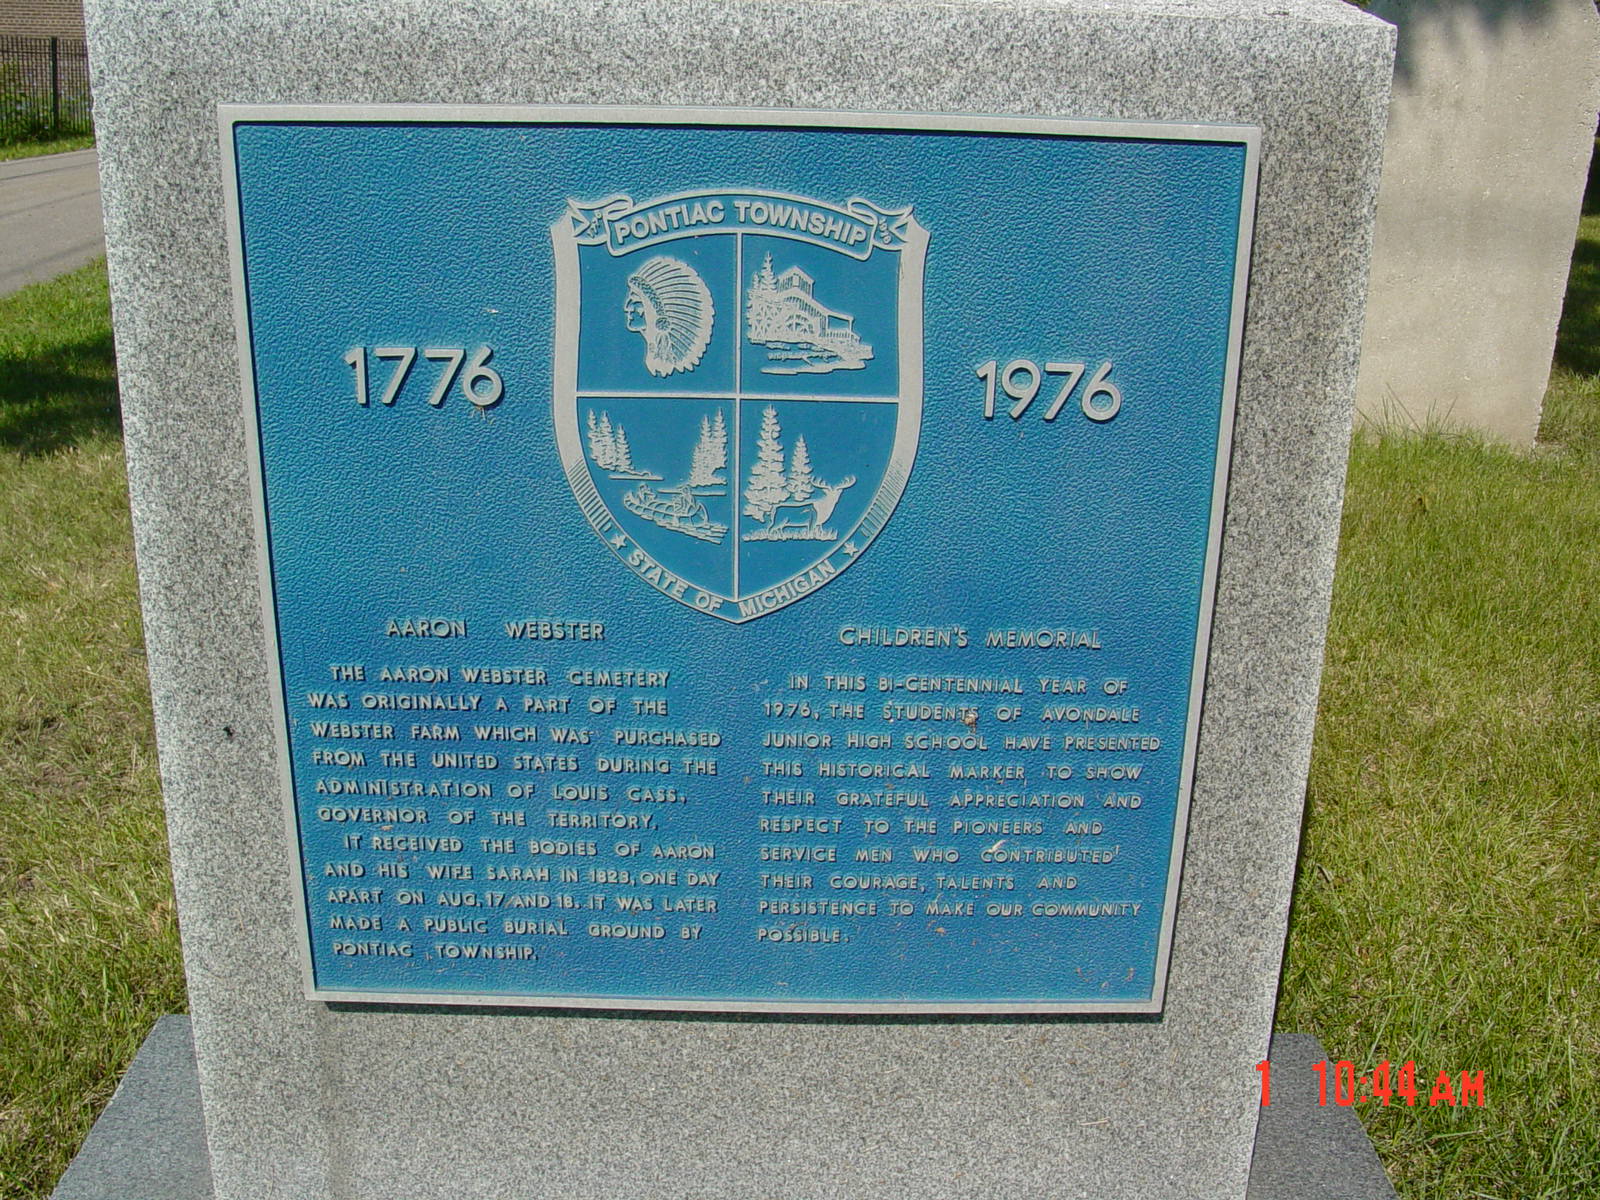 PONTIAC TOWNSHIP
1776
1976
STATE OF MICHIGAN
AARON WEBSTER
THE AARON WEBSTER CEMETERY
WAS ORIGINALLY A PART OF THE
WEBSTER FARM WHICH WAS PURCHASED
FROM THE UNITED STATES DURING THE
ADMINISTRATION OF LOUIS CASS,
GOVERNOR OF THE TERRITORY.
IT RECEIVED THE BODIES OF AARON
AND HIS WIFE SARAH IN 1823, ONE DAY
APART ON AUG. 17 AND 18. IT WAS LATER
MADE A PUBLIC BURIAL GROUND BY
PONTIAC TOWNSHIP.
CHILDREN'S MEMORIAL
IN THIS BI-CENTENNIAL YEAR OF
1976, THE STUDENTS OF AVONDALE
JUNIOR HIGH SCHOOL HAVE PRESENTED
THIS HISTORICAL MARKER TO SHOW
THEIR GRATEFUL APPRECIATION AND
RESPECT TO THE PIONEERS AND
SERVICE MEN WHO CONTRIBUTED
THEIR COURAGE, TALENTS AND
PERSISTENCE TO MAKE OUR COMMUNITY
POSSIBLE.
1 10:44 AM